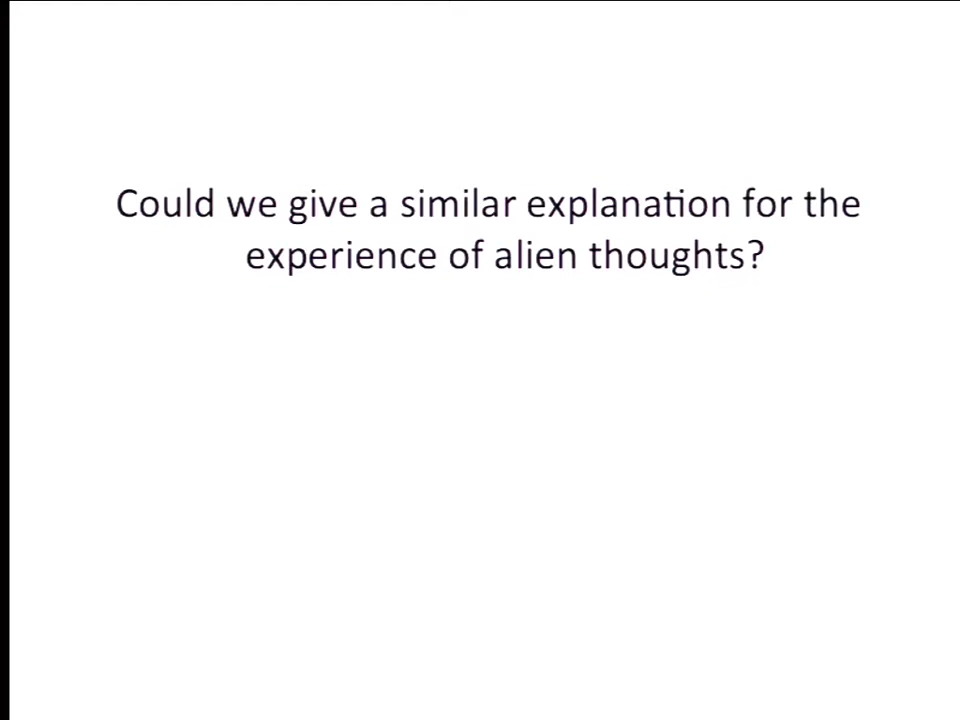 Could we give a similar explanation for the
experience of alien thoughts?